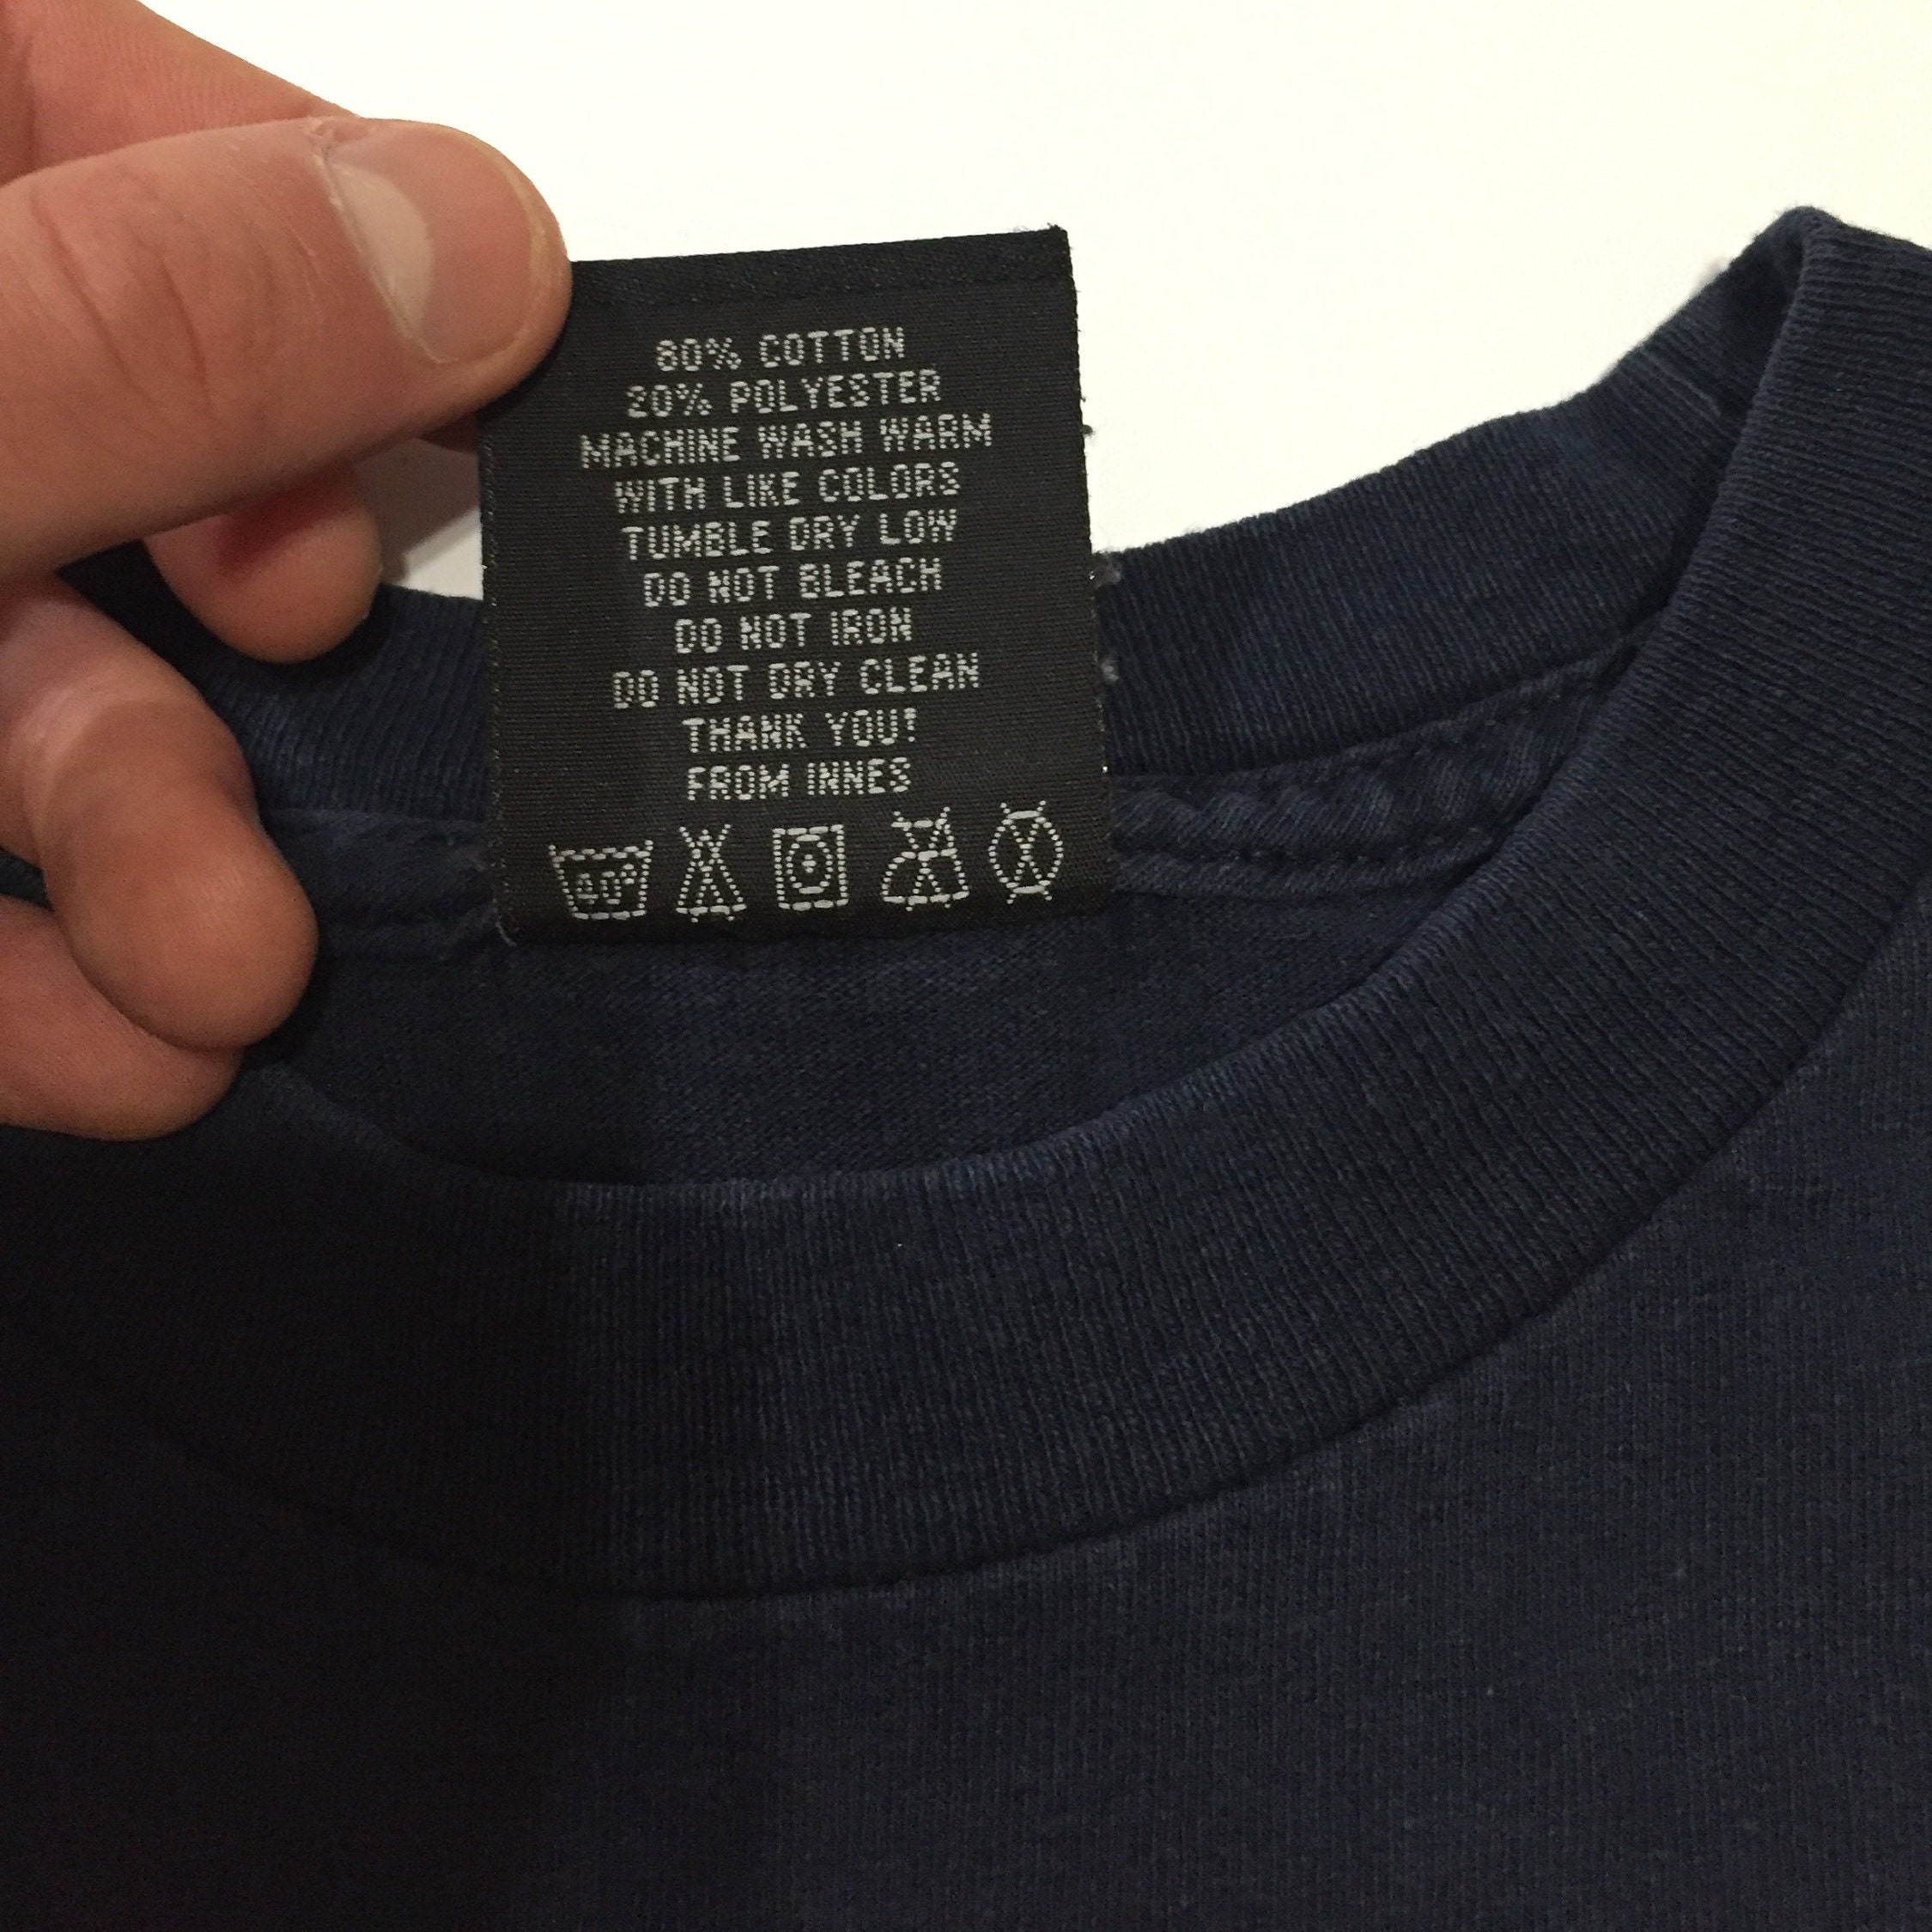 80% COTTON
20% POLYESTER
MACHINE WASH WARM
WITH LIKE COLORS
TUMBLE DRY LOW
DO NOT BLEACH
DO NOT IRON
DO NOT DRY CLEAN
THANK YOU!
FROM INNES
40°